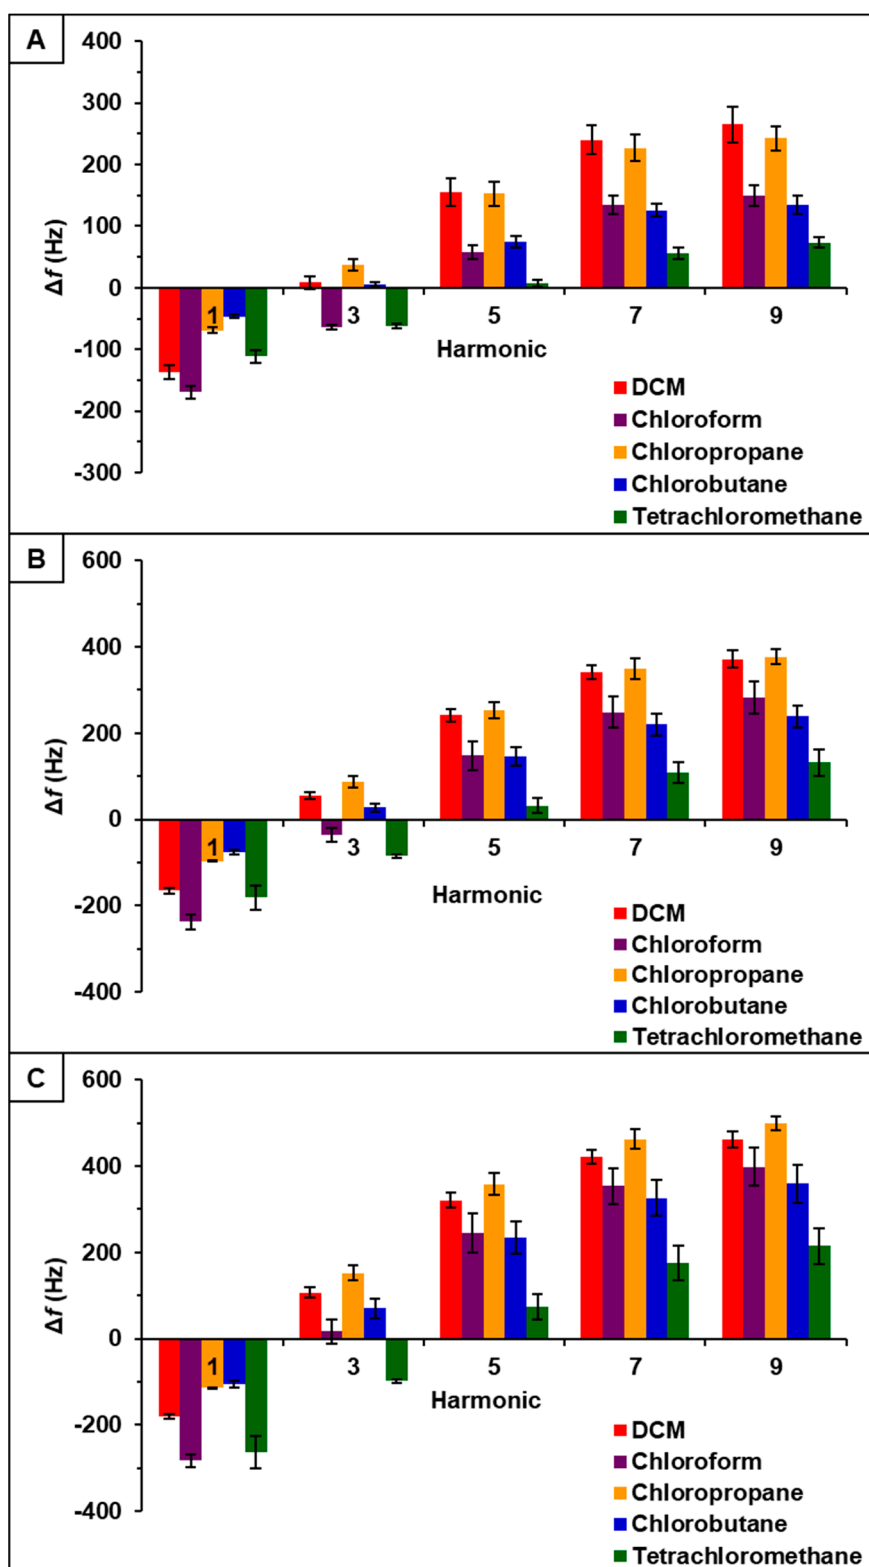 A
400
300
200
100
0
-100
-200
-300
Δf (Hz)
1 3 5 7 9
Harmonic
DCM
Chloroform
Chloropropane
Chlorobutane
Tetrachloromethane
B
600
400
200
0
-200
-400
Δf (Hz)
1 3 5 7 9
Harmonic
DCM
Chloroform
Chloropropane
Chlorobutane
Tetrachloromethane
C
600
400
200
0
-200
-400
Δf (Hz)
1 3 5 7 9
Harmonic
DCM
Chloroform
Chloropropane
Chlorobutane
Tetrachloromethane